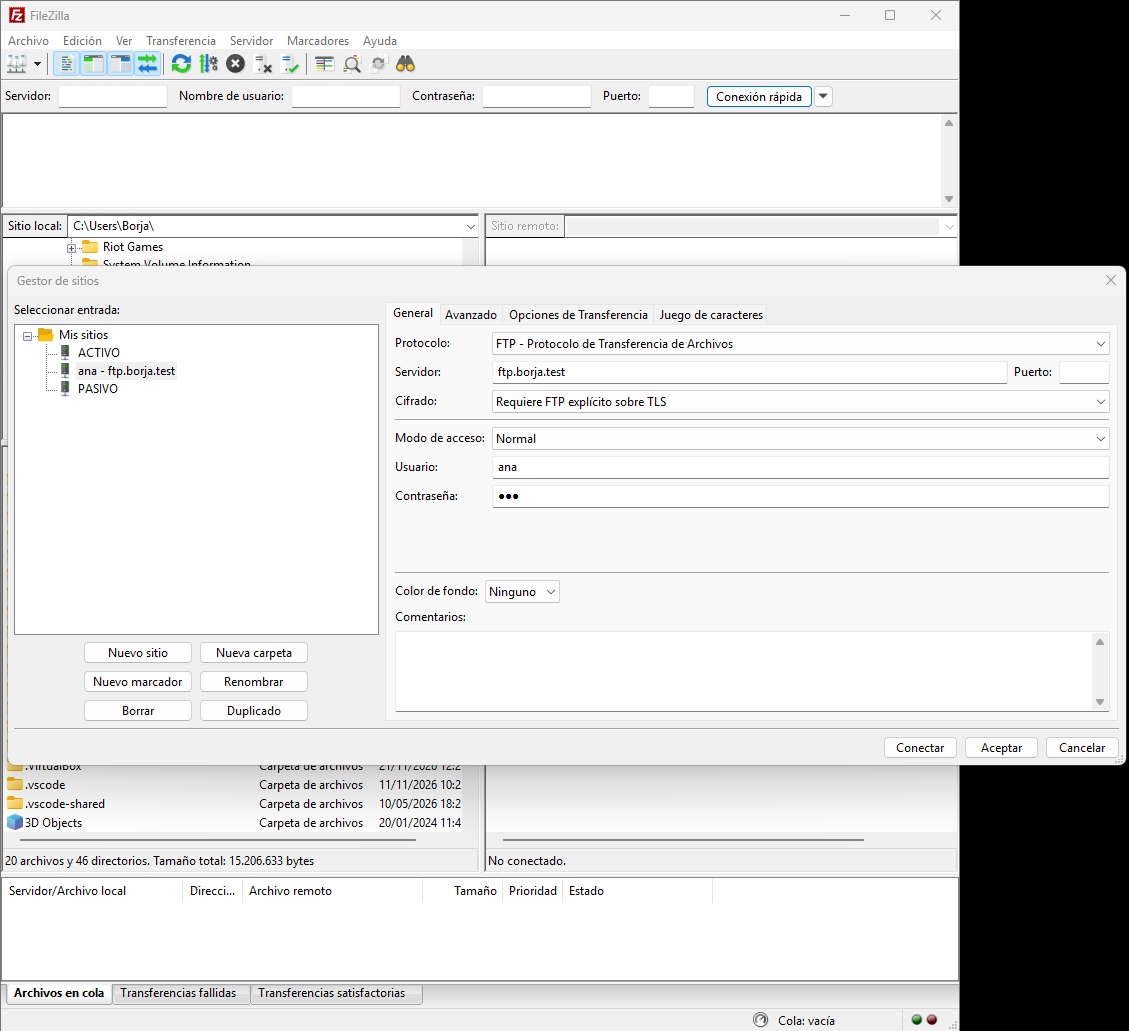 FileZilla
Archivo Edición Ver Transferencia Servidor Marcadores Ayuda
Servidor: Nombre de usuario: Contraseña: Puerto: Conexión rápida
Sitio local: C:\Users\Borja\ Sitio remoto:
Riot Games
System Volume Information
Gestor de sitios
Seleccionar entrada:
Mis sitios
ACTIVO
ana - ftp.borja.test
PASIVO
Nuevo sitio Nueva carpeta
Nuevo marcador Renombrar
Borrar Duplicado
General Avanzado Opciones de Transferencia Juego de caracteres
Protocolo: FTP - Protocolo de Transferencia de Archivos
Servidor: ftp.borja.test Puerto:
Cifrado: Requiere FTP explícito sobre TLS
Modo de acceso: Normal
Usuario: ana
Contraseña: ●●●
Color de fondo: Ninguno
Comentarios:
Conectar Aceptar Cancelar
.VirtualBox Carpeta de archivos 21/11/2026 12:2
.vscode Carpeta de archivos 11/11/2026 10:2
.vscode-shared Carpeta de archivos 10/05/2026 18:2
3D Objects Carpeta de archivos 20/01/2024 11:4
20 archivos y 46 directorios. Tamaño total: 15.206.633 bytes
No conectado.
Servidor/Archivo local Direcci... Archivo remoto Tamaño Prioridad Estado
Archivos en cola Transferencias fallidas Transferencias satisfactorias
Cola: vacía